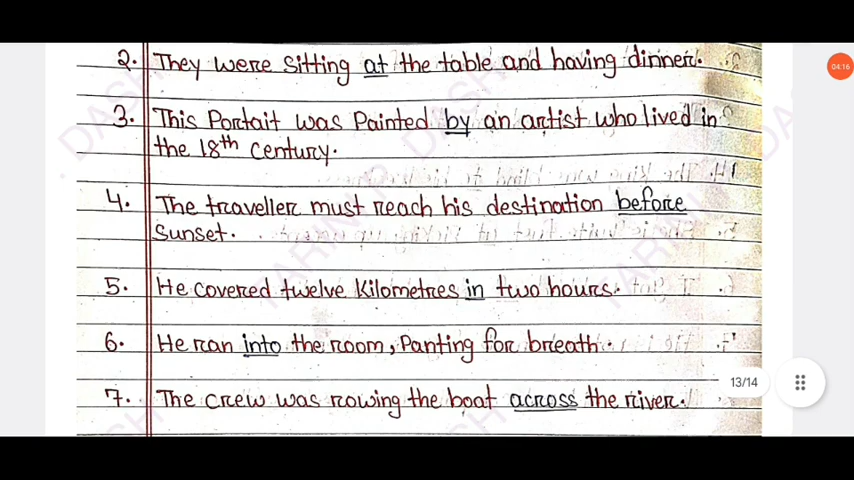 2. They were sitting at the table and having dinner.
3. This Portait was Painted by an artist who lived in
the 18th century.
4. The traveller must reach his destination before
sunset.
5. He covered twelve Kilometres in two hours.
6. He ran into the room, Panting for breath.
7. The crew was rowing the boat across the river.
04:16
13/14